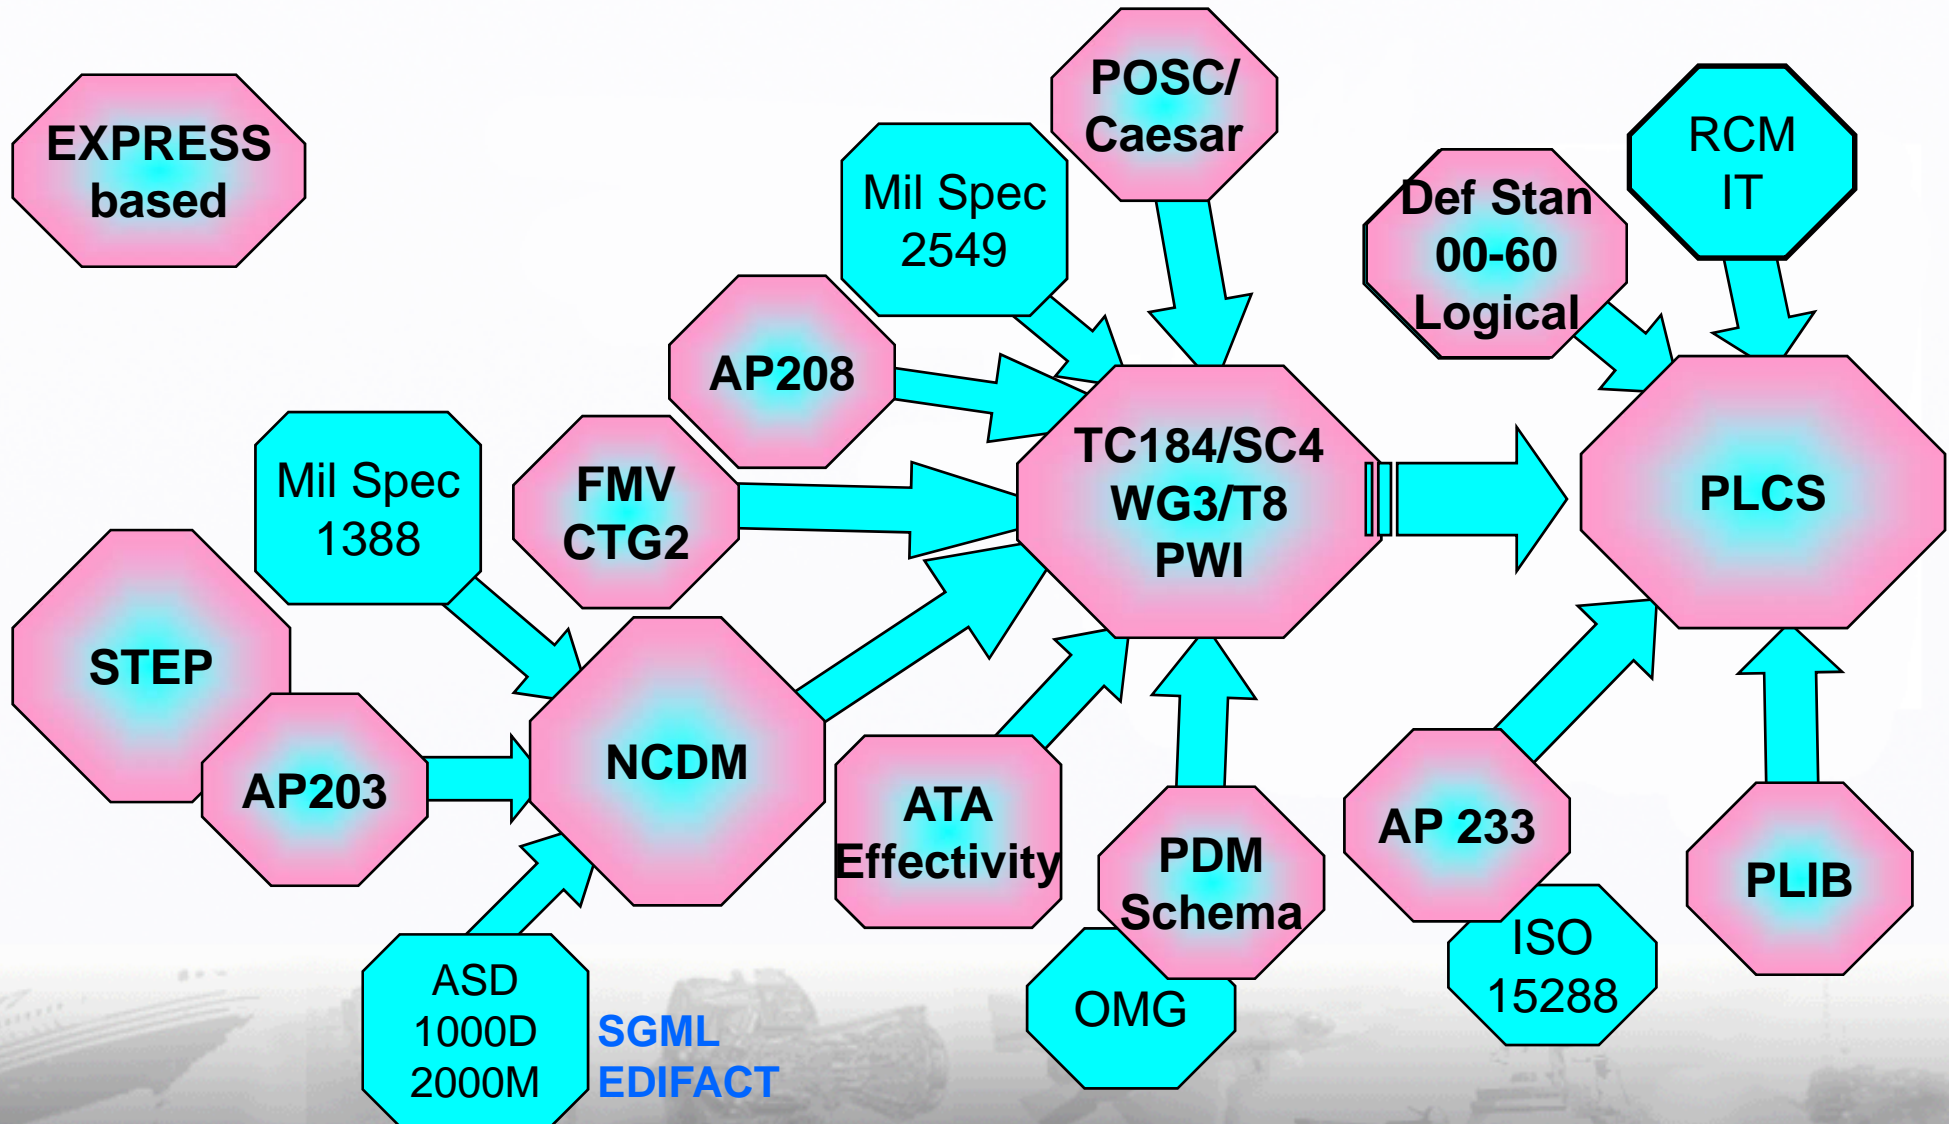 EXPRESS
based
POSC/
Caesar
Mil Spec
2549
RCM
IT
Def Stan
00-60
Logical
AP208
Mil Spec
1388
FMV
CTG2
TC184/SC4
WG3/T8
PWI
PLCS
STEP
AP203
NCDM
ATA
Effectivity
PDM
Schema
OMG
AP 233
ISO
15288
PLIB
ASD
1000D
2000M
SGML
EDIFACT